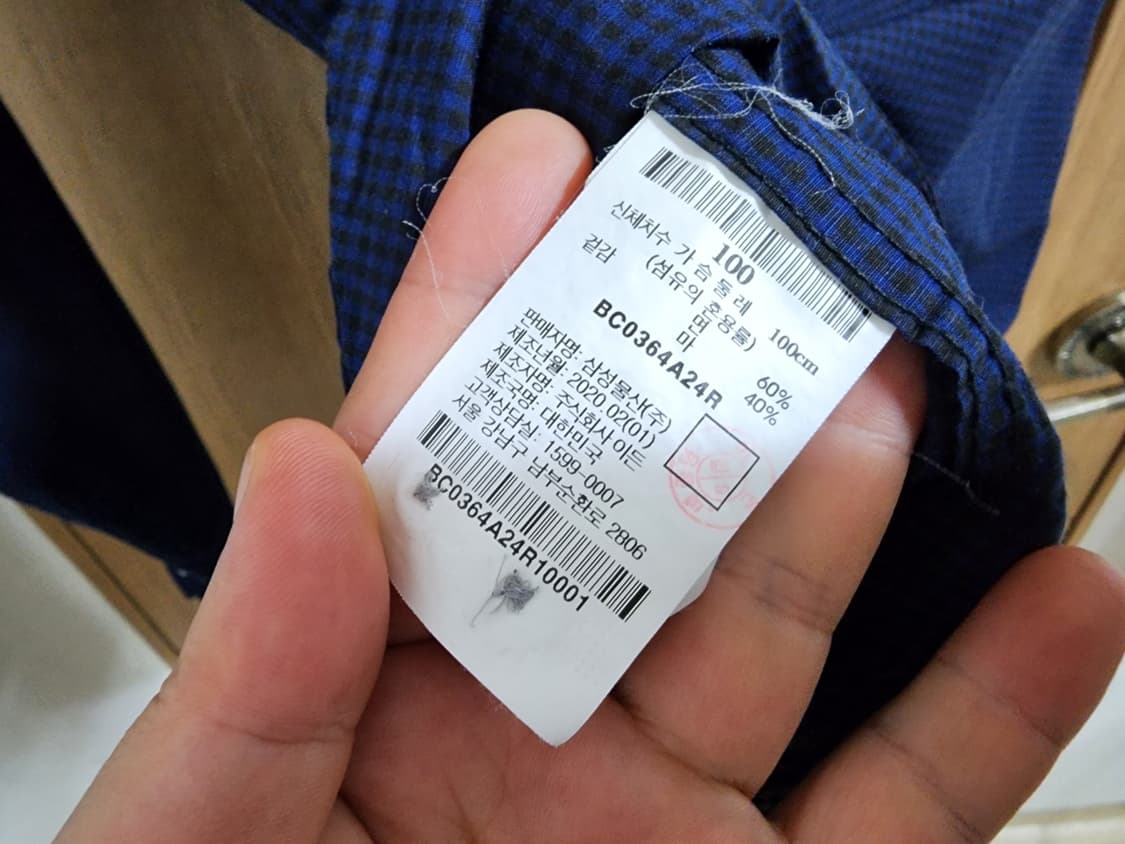 100
신체치수 가 슴 둘 레 100cm
겉감 (섬유의 혼용률)
면 60%
마 40%
BC0364A24R
판매자명: 삼성물산(주)
제조년월 2020 02(01)
제조자명: 주식회사 이든
제조국명: 대한민국
고객상담실: 1599-0007
서울 강남구 남부순환로 2806
BC0364A24R10001